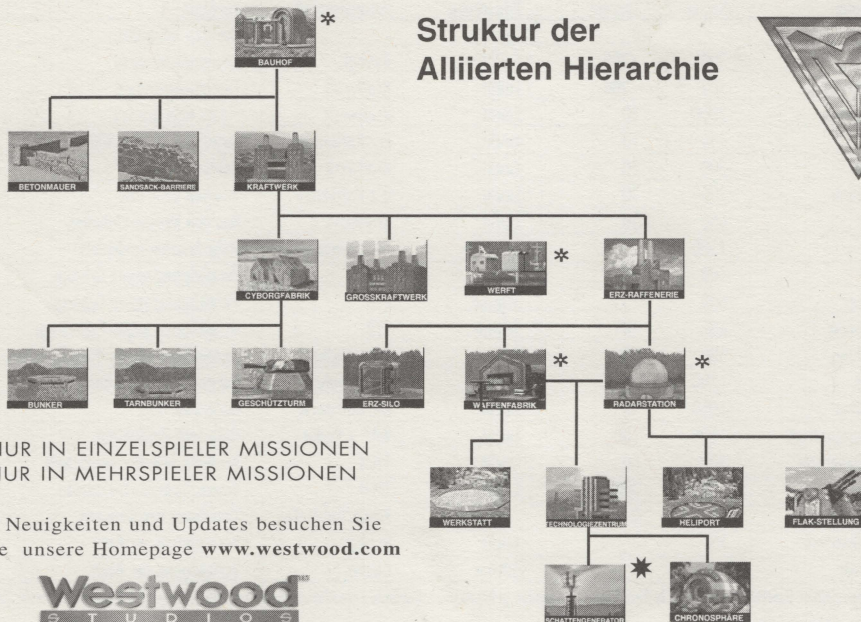 Struktur der
Alliierten Hierarchie
BAUHOF *
BETONMAUER
SANDSACK-BARRIERE
KRAFTWERK
CYBORGFABRIK
GROSSKRAFTWERK
WERFT *
ERZ-RAFFENERIE
BUNKER
TARNBUNKER
GESCHÜTZTURM
ERZ-SILO
WAFFENFABRIK *
RADARSTATION *
NUR IN EINZELSPIELER MISSIONEN
NUR IN MEHRSPIELER MISSIONEN
WERKSTATT
TECHNOLOGIEZENTRUM
HELIPORT
FLAK-STELLUNG
Neuigkeiten und Updates besuchen Sie
unsere Homepage www.westwood.com
SCHATTENGENERATOR
CHRONOSPHÄRE
Westwood
STUDIOS